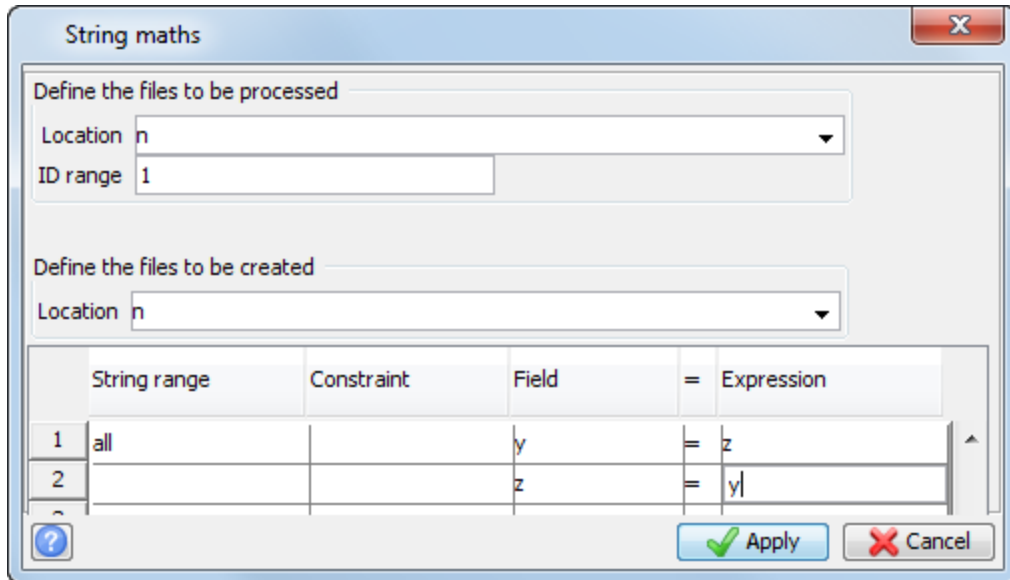 String maths
Define the files to be processed
Location n
ID range 1
Define the files to be created
Location n
String range Constraint Field = Expression
1 all y = z
2 z = y
Apply Cancel